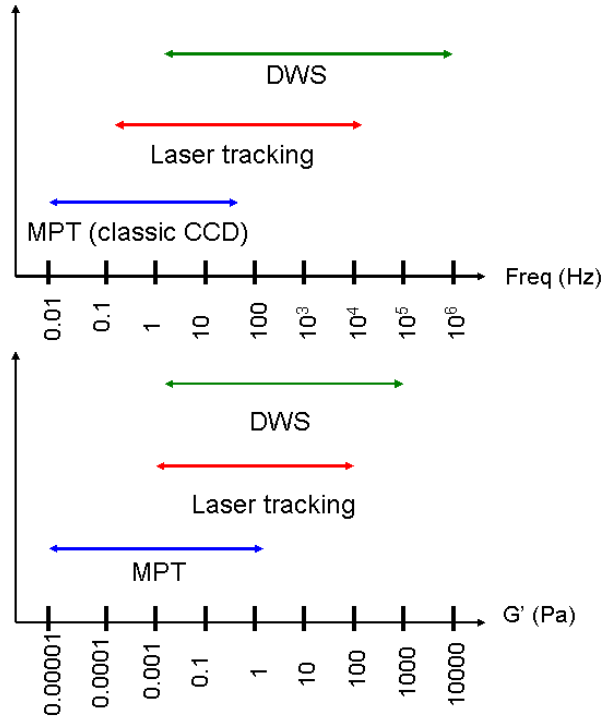 DWS
Laser tracking
MPT (classic CCD)
Freq (Hz)
0.01 0.1 1 10 100 10³ 10⁴ 10⁵ 10⁶
DWS
Laser tracking
MPT
G' (Pa)
0.00001 0.0001 0.001 0.1 1 10 100 1000 10000